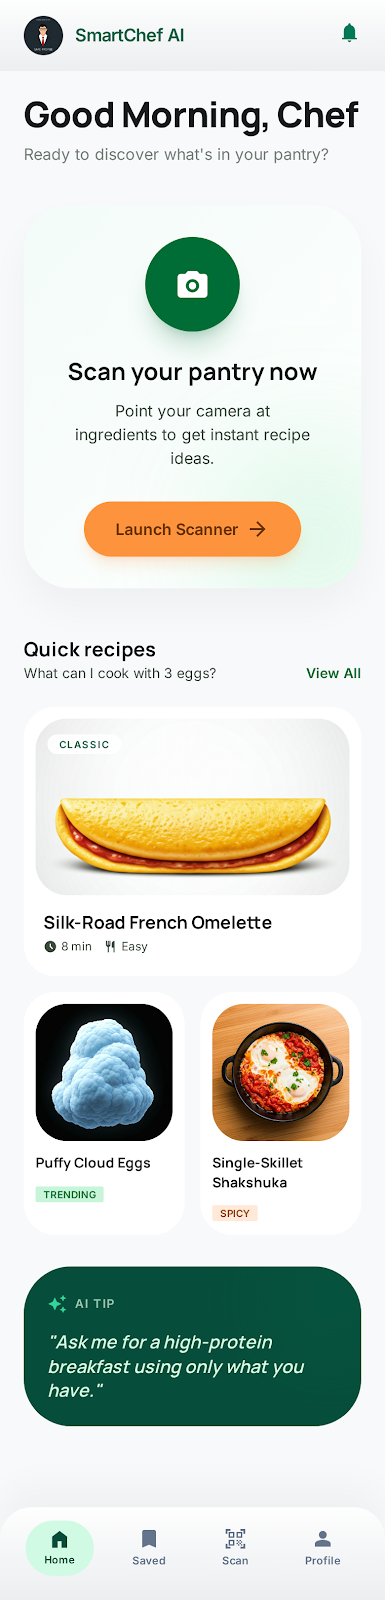 SmartChef AI
Good Morning, Chef
Ready to discover what's in your pantry?
Scan your pantry now
Point your camera at
ingredients to get instant recipe
ideas.
Launch Scanner
Quick recipes
What can I cook with 3 eggs?
View All
CLASSIC
Silk-Road French Omelette
8 min
Easy
Puffy Cloud Eggs
TRENDING
Single-Skillet
Shakshuka
SPICY
AI TIP
"Ask me for a high-protein
breakfast using only what you
have."
Home
Saved
Scan
Profile